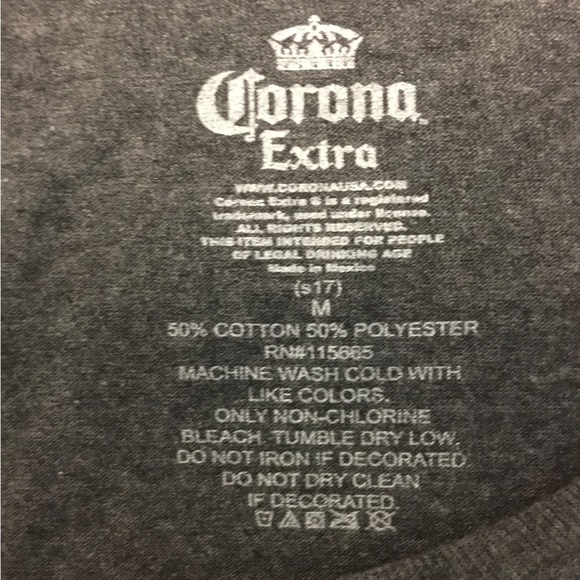 Corona
Extra
WWW.CORONAUSA.COM
Corona Extra ® is a registered
trademark, used under license.
ALL RIGHTS RESERVED.
THIS ITEM INTENDED FOR PEOPLE
OF LEGAL DRINKING AGE
Made in Mexico
(s17)
M
50% COTTON 50% POLYESTER
RN#115665
MACHINE WASH COLD WITH
LIKE COLORS.
ONLY NON-CHLORINE
BLEACH. TUMBLE DRY LOW.
DO NOT IRON IF DECORATED
DO NOT DRY CLEAN
IF DECORATED.